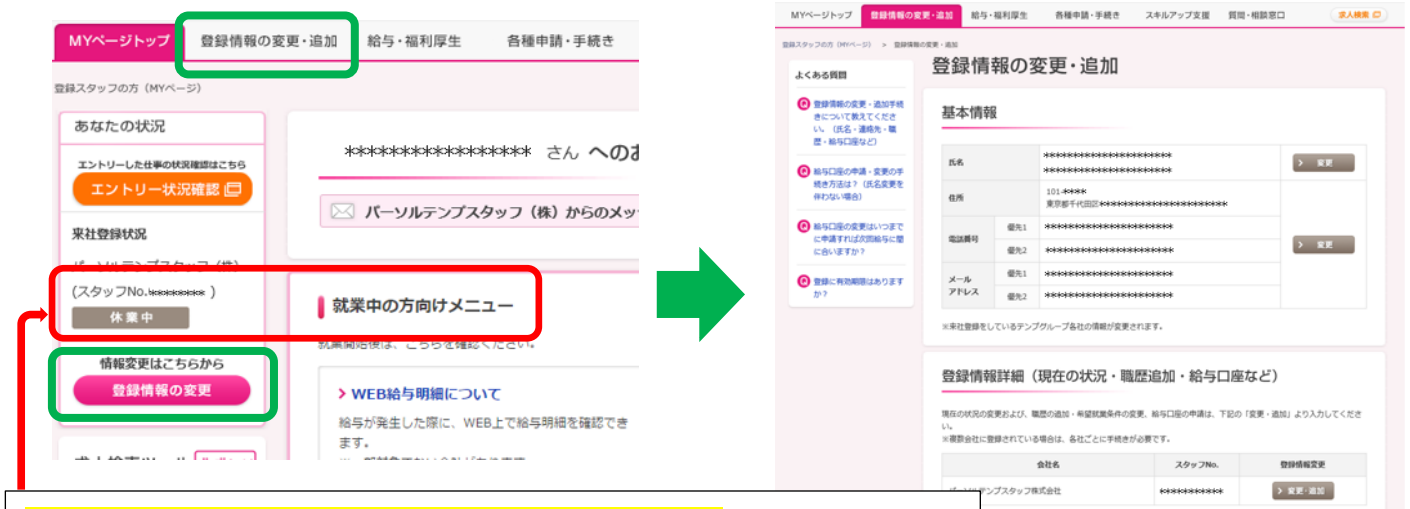 MYページトップ
登録情報の変更・追加
給与・福利厚生
各種申請・手続き
登録スタッフの方（MYページ）
あなたの状況
エントリーした仕事の状況確認はこちら
エントリー状況確認
来社登録状況
パーソルテンプスタッフ（株）
(スタッフNo.********* )
休業中
情報変更はこちらから
登録情報の変更
***************** さん へのお
パーソルテンプスタッフ（株）からのメッ
就業中の方向けメニュー
就業開始後は、こちらを確認ください。
WEB給与明細について
給与が発生した際に、WEB上で給与明細を確認でき
ます。
MYページトップ
登録情報の変更・追加
給与・福利厚生
各種申請・手続き
スキルアップ支援
質問・相談窓口
求人検索
登録スタッフの方（MYページ） > 登録情報の変更・追加
よくある質問
登録情報の変更・追加手続
きについて教えてくださ
い。（氏名・連絡先・職
歴・給与口座など）
給与口座の申請・変更の手
続き方法は？（氏名変更を
伴わない場合）
給与口座の変更はいつまで
に申請すれば次回給与に間
に合いますか？
登録に有効期限はあります
か？
登録情報の変更・追加
基本情報
氏名
************************
************************
変更
住所
101-****
東京都千代田区************************
電話番号
優先1 ************************
優先2 ************************
変更
メール
アドレス
優先1 ************************
優先2 ************************
※来社登録をしているテンプグループ各社の情報が変更されます。
登録情報詳細（現在の状況・職歴追加・給与口座など）
現在の状況の変更および、職歴の追加・希望就業条件の変更、給与口座の申請は、下記の「変更・追加」より入力してくださ
い。
※複数会社に登録されている場合は、各社ごとに手続きが必要です。
会社名 スタッフNo. 登録情報変更
パーソルテンプスタッフ株式会社 ************ 変更・追加